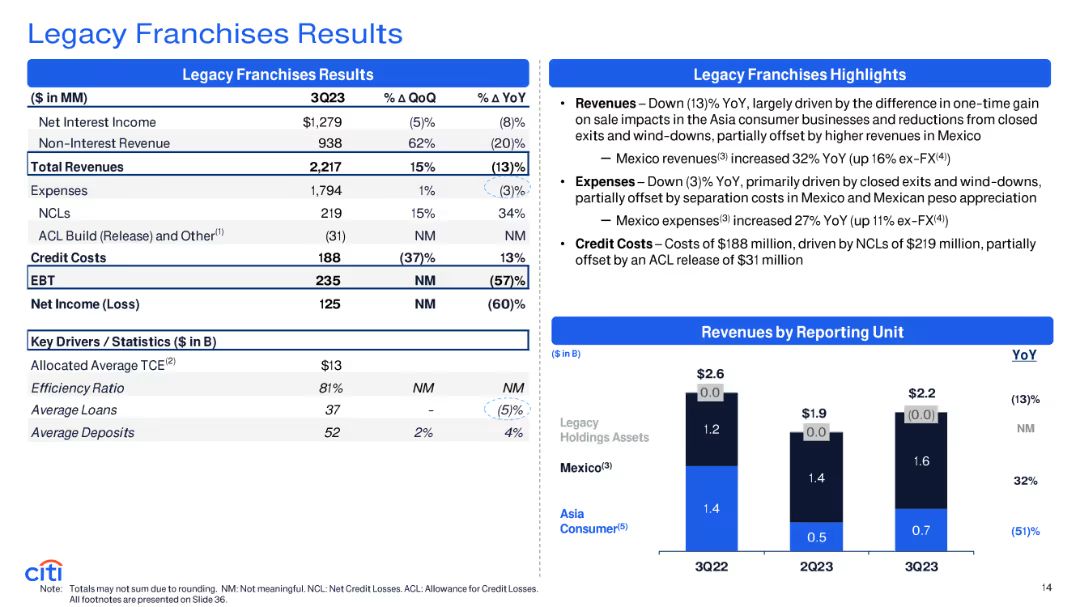 Legacy Franchises Results
Legacy Franchises Results
($ in MM) 3Q23 % Δ QoQ % Δ YoY
Net Interest Income $1,279 (5)% (8)%
Non-Interest Revenue 938 62% (20)%
Total Revenues 2,217 15% (13)%
Expenses 1,794 1% (3)%
NCLs 219 15% 34%
ACL Build (Release) and Other(1) (31) NM NM
Credit Costs 188 (37)% 13%
EBT 235 NM (57)%
Net Income (Loss) 125 NM (60)%
Key Drivers / Statistics ($ in B)
Allocated Average TCE(2) $13
Efficiency Ratio 81% NM NM
Average Loans 37 - (5)%
Average Deposits 52 2% 4%
Legacy Franchises Highlights
• Revenues – Down (13)% YoY, largely driven by the difference in one-time gain
on sale impacts in the Asia consumer businesses and reductions from closed
exits and wind-downs, partially offset by higher revenues in Mexico
– Mexico revenues(3) increased 32% YoY (up 16% ex-FX(4))
• Expenses – Down (3)% YoY, primarily driven by closed exits and wind-downs,
partially offset by separation costs in Mexico and Mexican peso appreciation
– Mexico expenses(3) increased 27% YoY (up 11% ex-FX(4))
• Credit Costs – Costs of $188 million, driven by NCLs of $219 million, partially
offset by an ACL release of $31 million
Revenues by Reporting Unit
($ in B) YoY
$2.6 $1.9 $2.2 (13)%
Legacy
Holdings Assets 0.0 0.0 (0.0) NM
Mexico(3) 1.2 1.4 1.6 32%
Asia
Consumer(5) 1.4 0.5 0.7 (51)%
3Q22 2Q23 3Q23
citi
Note: Totals may not sum due to rounding. NM: Not meaningful. NCL: Net Credit Losses. ACL: Allowance for Credit Losses.
All footnotes are presented on Slide 36.
14